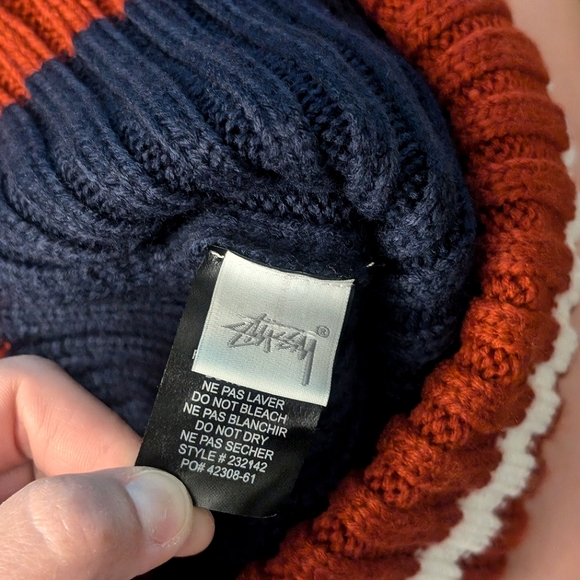 STÜSSY®
NE PAS LAVER
DO NOT BLEACH
NE PAS BLANCHIR
DO NOT DRY
NE PAS SECHER
STYLE # 232142
PO# 42308-61